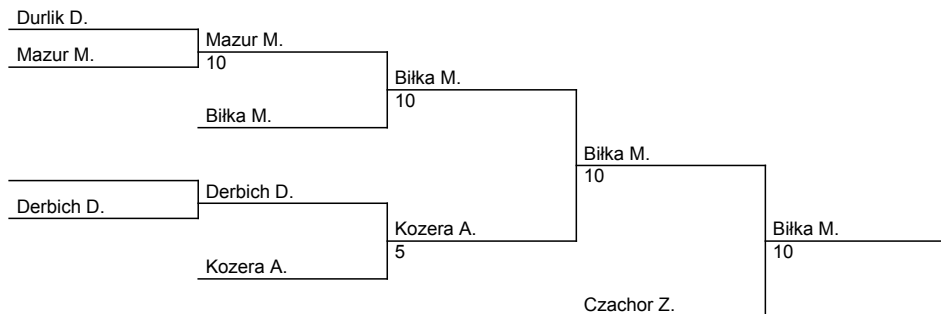 Durlik D.
Mazur M.
Mazur M.
10
Biłka M.
Biłka M.
10
Biłka M.
10
Derbich D.
Derbich D.
Kozera A.
5
Kozera A.
Biłka M.
10
Czachor Z.